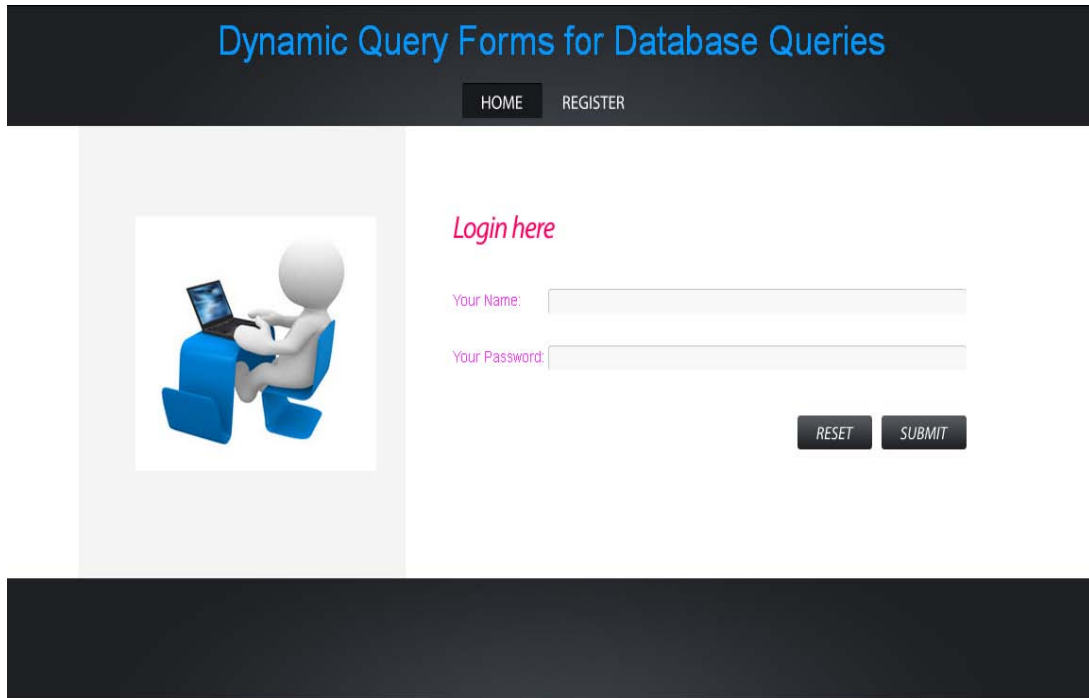 Dynamic Query Forms for Database Queries
HOME REGISTER
Login here
Your Name:
Your Password:
RESET SUBMIT